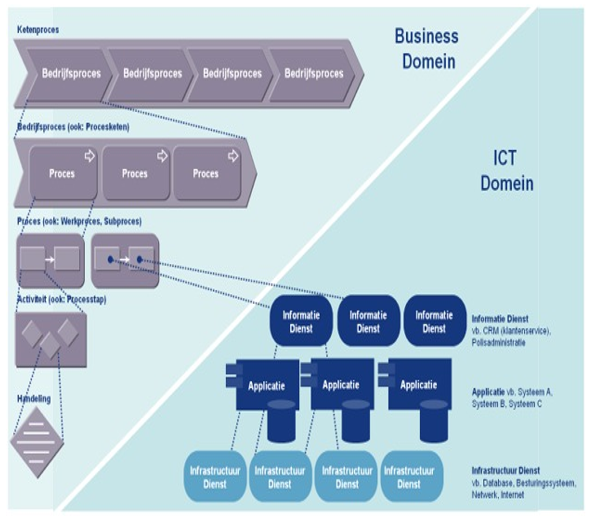 Ketenproces
Business
Domein
Bedrijfsproces Bedrijfsproces Bedrijfsproces Bedrijfsproces
Bedrijfsproces (ook: Procesketen)
ICT
Domein
Proces Proces Proces
Proces (ook: Werkproces, Subproces)
Activiteit (ook: Processtap)
Informatie
Dienst
Informatie
Dienst
Informatie
Dienst
Informatie Dienst
vb. CRM (klantenservice),
Polisadministratie
Applicatie Applicatie Applicatie
Applicatie vb. Systeem A,
Systeem B, Systeem C
Handeling
Infrastructuur
Dienst
Infrastructuur
Dienst
Infrastructuur
Dienst
Infrastructuur
Dienst
Infrastructuur Dienst
vb. Database, Besturingssysteem,
Netwerk, Internet